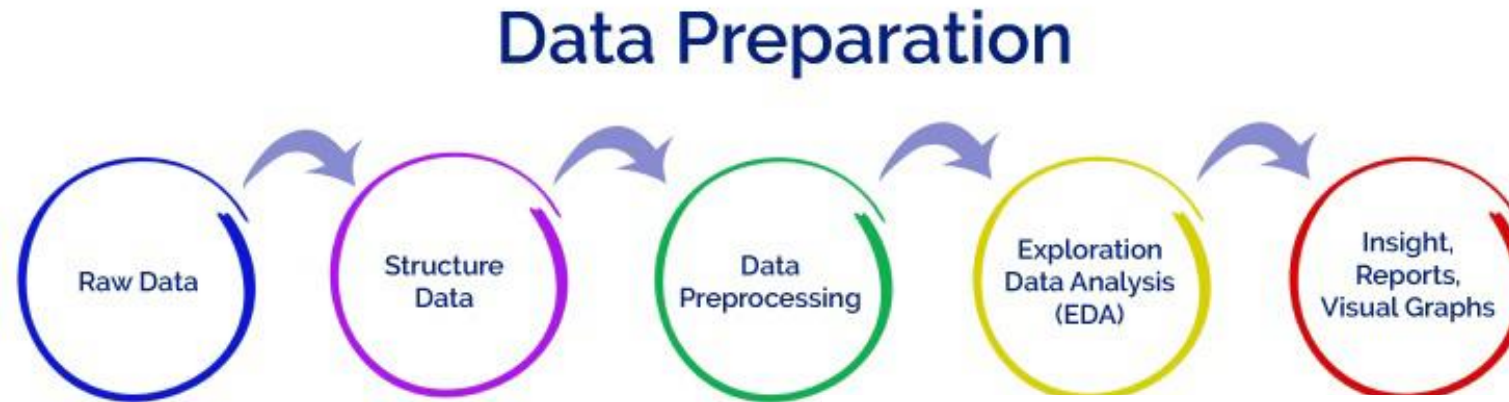 Data Preparation
Raw Data
Structure
Data
Data
Preprocessing
Exploration
Data Analysis
(EDA)
Insight,
Reports,
Visual Graphs